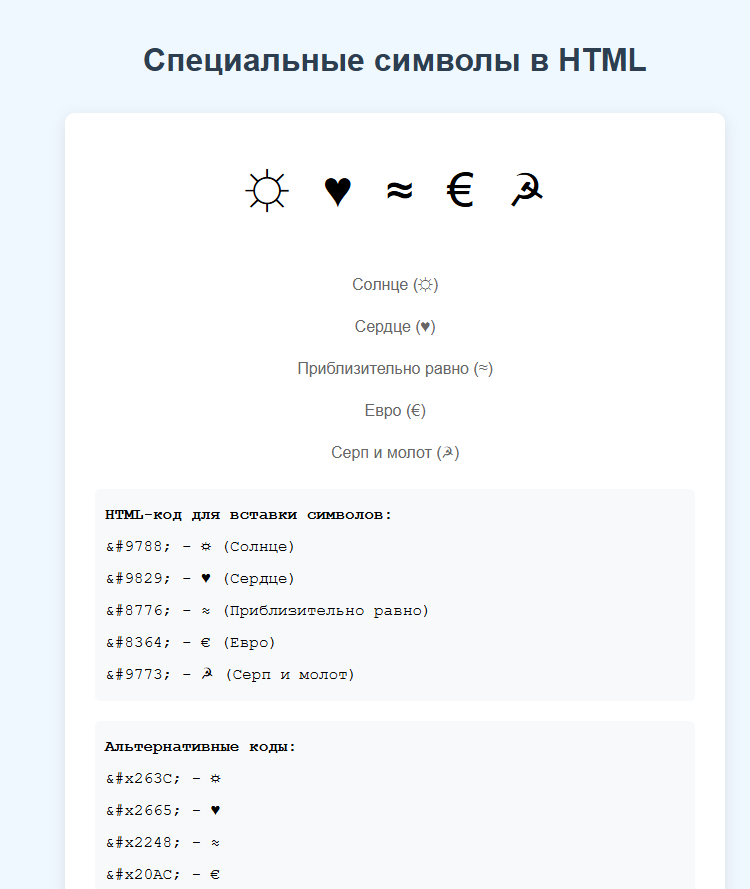 Специальные символы в HTML
☼ ♥ ≈ € ☭
Солнце (☼)
Сердце (♥)
Приблизительно равно (≈)
Евро (€)
Серп и молот (☭)
HTML-код для вставки символов:
&#9788; - ☼ (Солнце)
&#9829; - ♥ (Сердце)
&#8776; - ≈ (Приблизительно равно)
&#8364; - € (Евро)
&#9773; - ☭ (Серп и молот)
Альтернативные коды:
&#x263C; - ☼
&#x2665; - ♥
&#x2248; - ≈
&#x20AC; - €